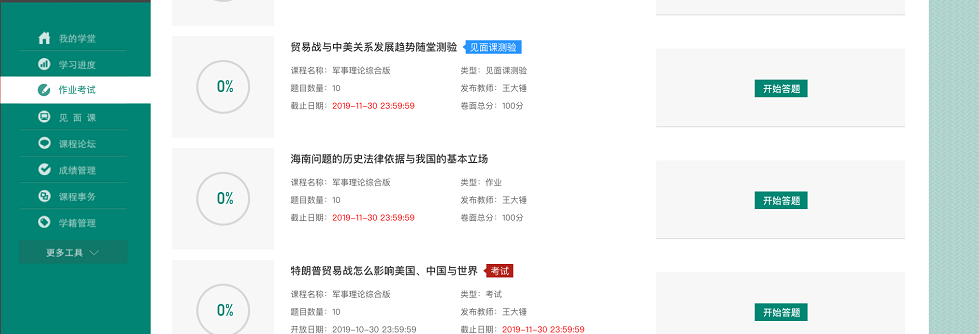 我的学堂
学习进度
作业考试
见 面 课
课程论坛
成绩管理
课程事务
学籍管理
更多工具
0%
贸易战与中美关系发展趋势随堂测验 见面课测验
课程名称：军事理论综合版 类型：见面课测验
题目数量：10 发布教师：王大锤
截止日期：2019-11-30 23:59:59 卷面总分：100分
开始答题
0%
海南问题的历史法律依据与我国的基本立场
课程名称：军事理论综合版 类型：作业
题目数量：10 发布教师：王大锤
截止日期：2019-11-30 23:59:59 卷面总分：100分
开始答题
0%
特朗普贸易战怎么影响美国、中国与世界 考试
课程名称：军事理论综合版 类型：考试
题目数量：10 发布教师：王大锤
开放日期：2019-10-30 23:59:59 截止日期：2019-11-30 23:59:59
开始答题